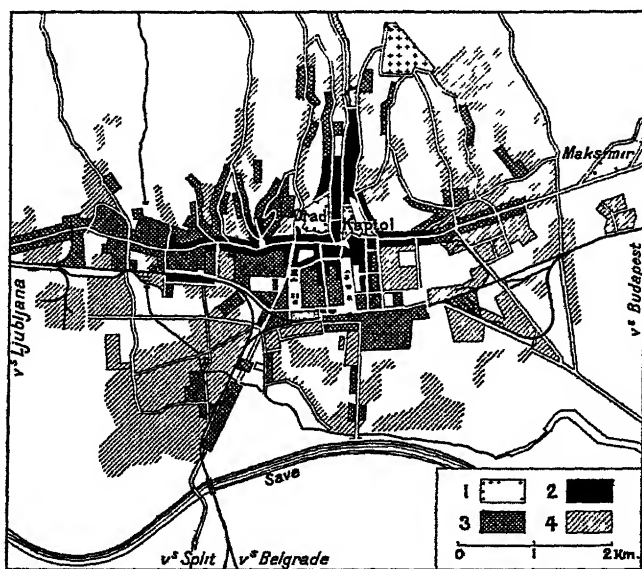 Maksimir
Grad
Kaptol
vs Ljubljana
vs Budapest
Save
vs Split
vs Belgrade
1 2
3 4
0 1 2 Km.